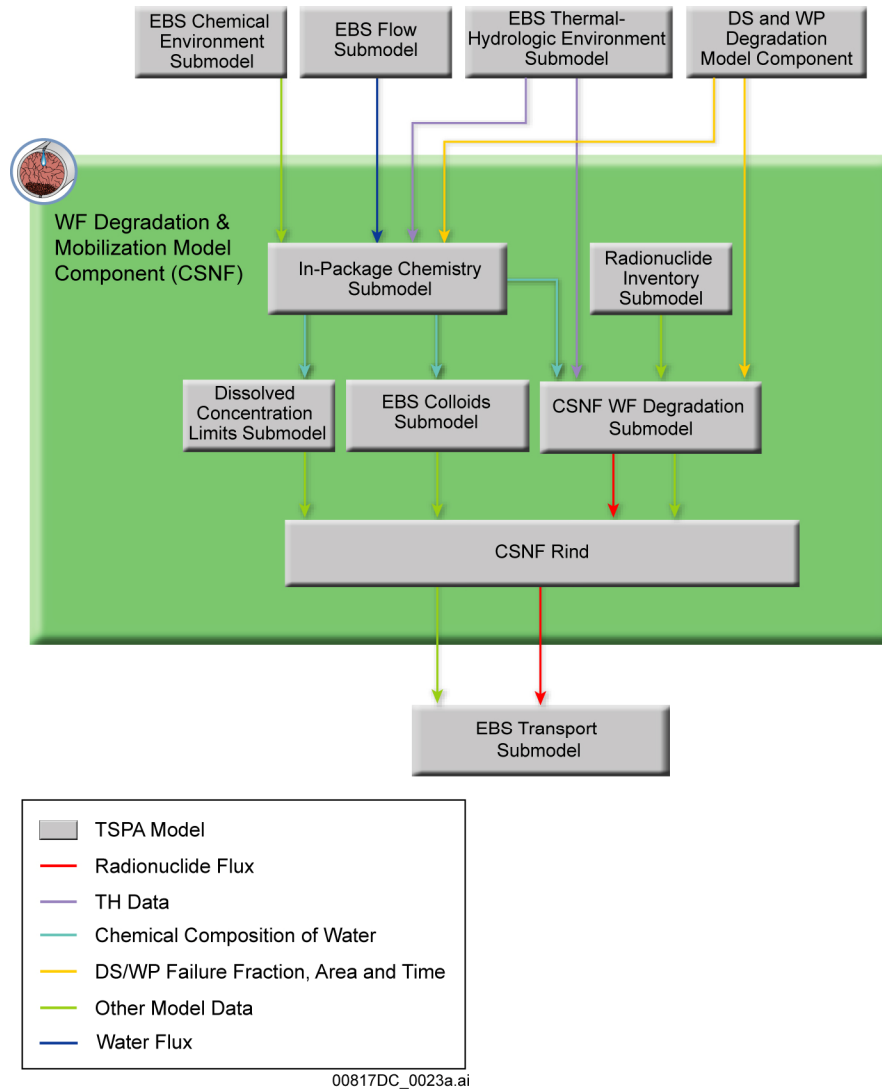 EBS Chemical
Environment
Submodel
EBS Flow
Submodel
EBS Thermal-
Hydrologic Environment
Submodel
DS and WP
Degradation
Model Component
WF Degradation &
Mobilization Model
Component (CSNF)
In-Package Chemistry
Submodel
Radionuclide
Inventory
Submodel
Dissolved
Concentration
Limits Submodel
EBS Colloids
Submodel
CSNF WF Degradation
Submodel
CSNF Rind
EBS Transport
Submodel
TSPA Model
Radionuclide Flux
TH Data
Chemical Composition of Water
DS/WP Failure Fraction, Area and Time
Other Model Data
Water Flux
00817DC_0023a.ai